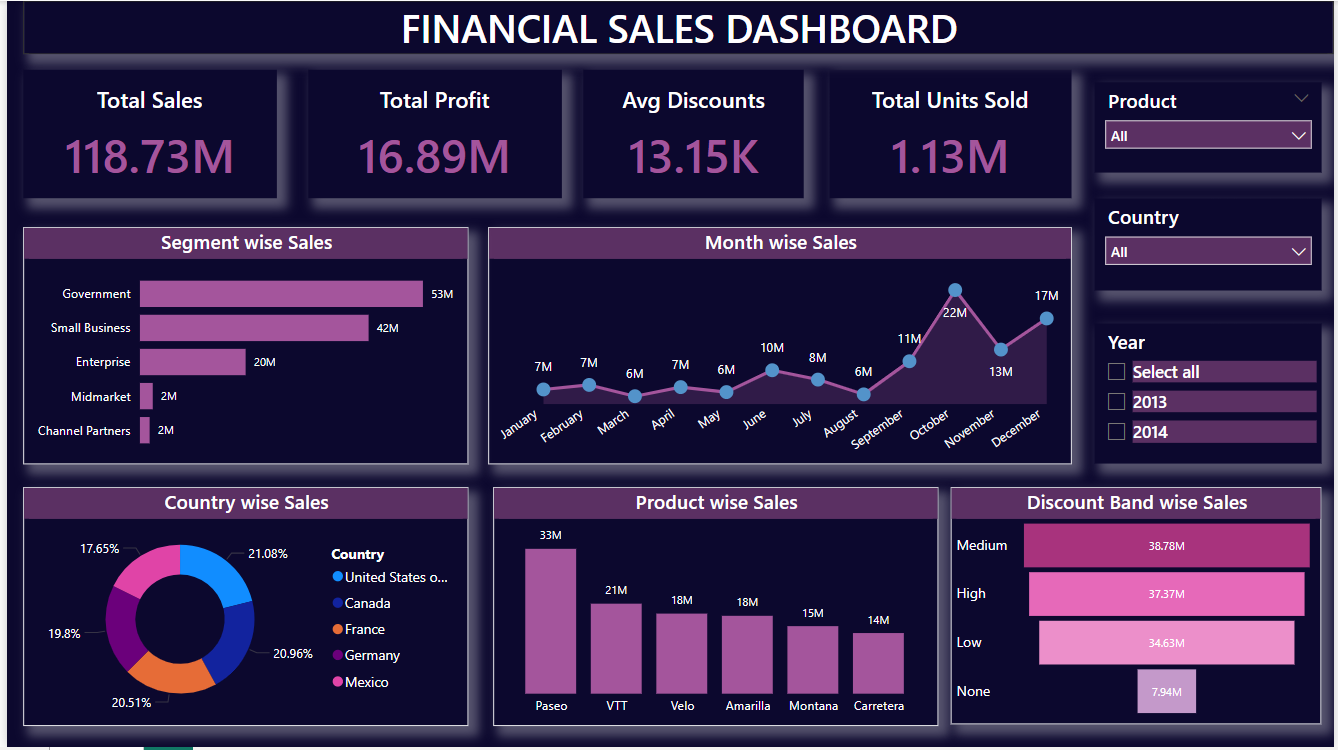 FINANCIAL SALES DASHBOARD
Total Sales
118.73M
Total Profit
16.89M
Avg Discounts
13.15K
Total Units Sold
1.13M
Product
All
Country
All
Year
Select all
2013
2014
Segment wise Sales
Government 53M
Small Business 42M
Enterprise 20M
Midmarket 2M
Channel Partners 2M
Month wise Sales
7M 7M 6M 7M 6M 10M 8M 6M 11M 22M 13M 17M
January February March April May June July August September October November December
Country wise Sales
17.65%
21.08%
19.8%
20.96%
20.51%
Country
United States o...
Canada
France
Germany
Mexico
Product wise Sales
33M 21M 18M 18M 15M 14M
Paseo VTT Velo Amarilla Montana Carretera
Discount Band wise Sales
Medium 38.78M
High 37.37M
Low 34.63M
None 7.94M